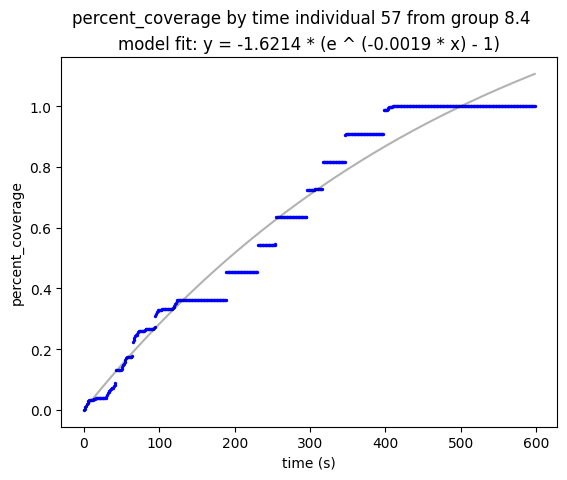 percent_coverage by time individual 57 from group 8.4
model fit: y = -1.6214 * (e ^ (-0.0019 * x) - 1)
percent_coverage
1.0
0.8
0.6
0.4
0.2
0.0
0 100 200 300 400 500 600
time (s)